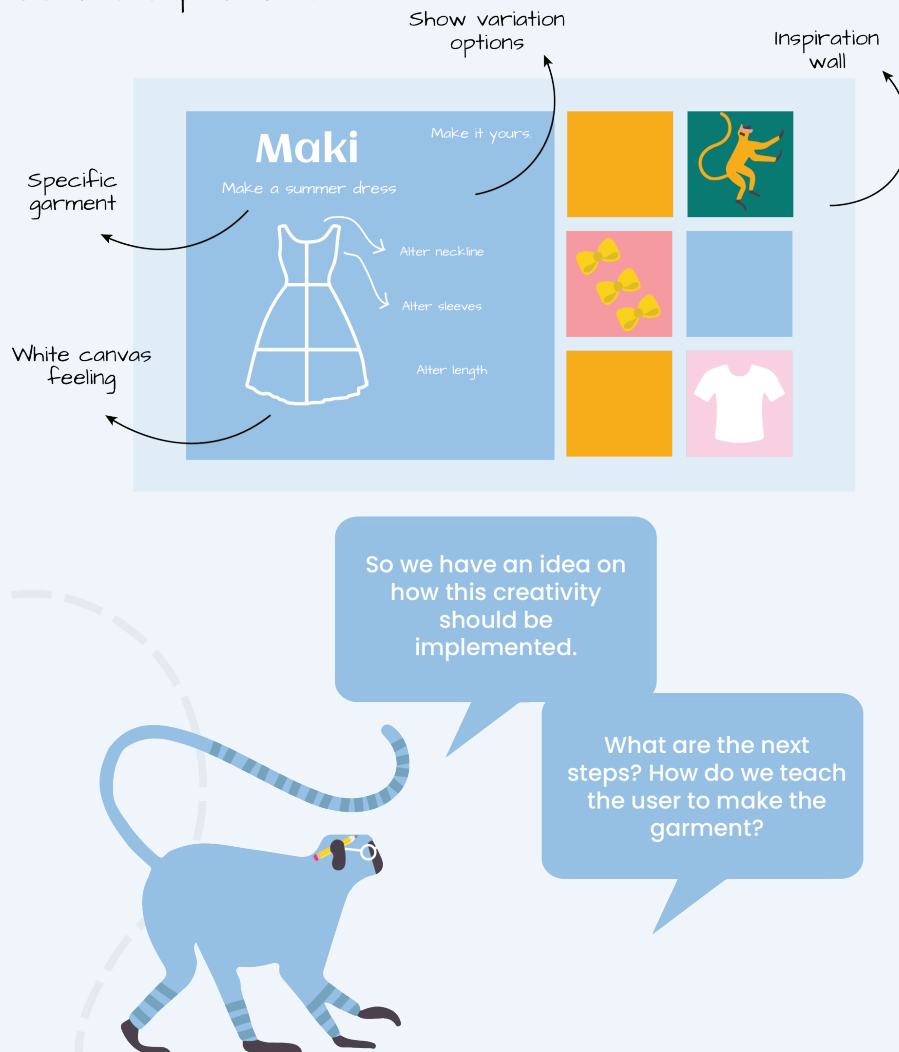 Show variation
options
Inspiration
wall
Maki
Make it yours.
Specific
garment
Make a summer dress
Alter neckline
Alter sleeves
White canvas
feeling
Alter length
So we have an idea on
how this creativity
should be
implemented.
What are the next
steps? How do we teach
the user to make the
garment?